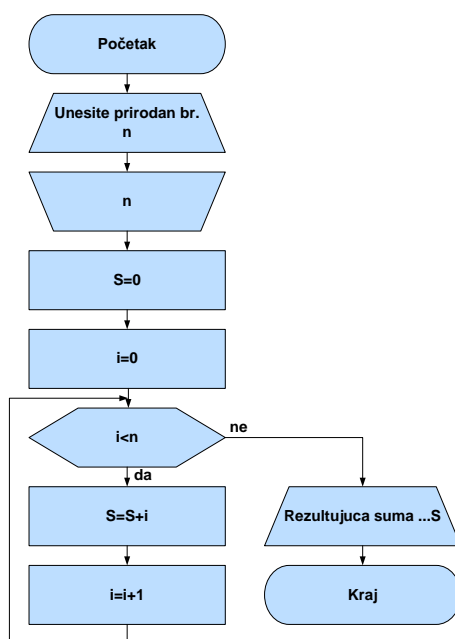 Početak
Unesite prirodan br.
n
n
S=0
i=0
i<n
ne
da
S=S+i
Rezultujuca suma ...S
i=i+1
Kraj